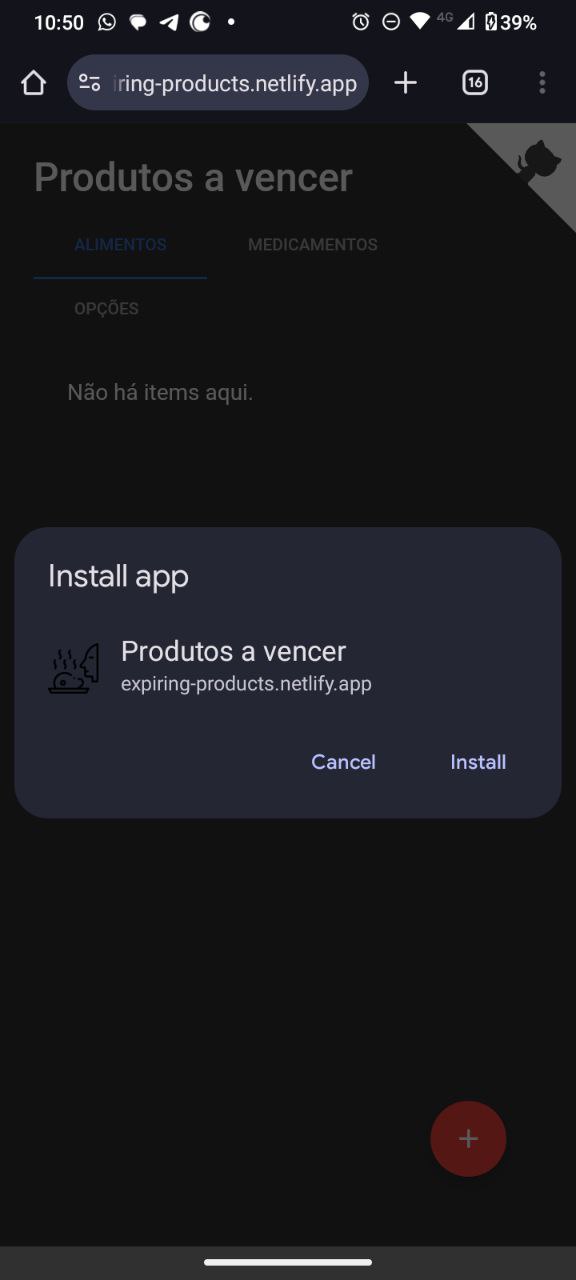 10:50
4G
39%
iring-products.netlify.app
16
Produtos a vencer
ALIMENTOS
MEDICAMENTOS
OPÇÕES
Não há items aqui.
Install app
Produtos a vencer
expiring-products.netlify.app
Cancel
Install
+